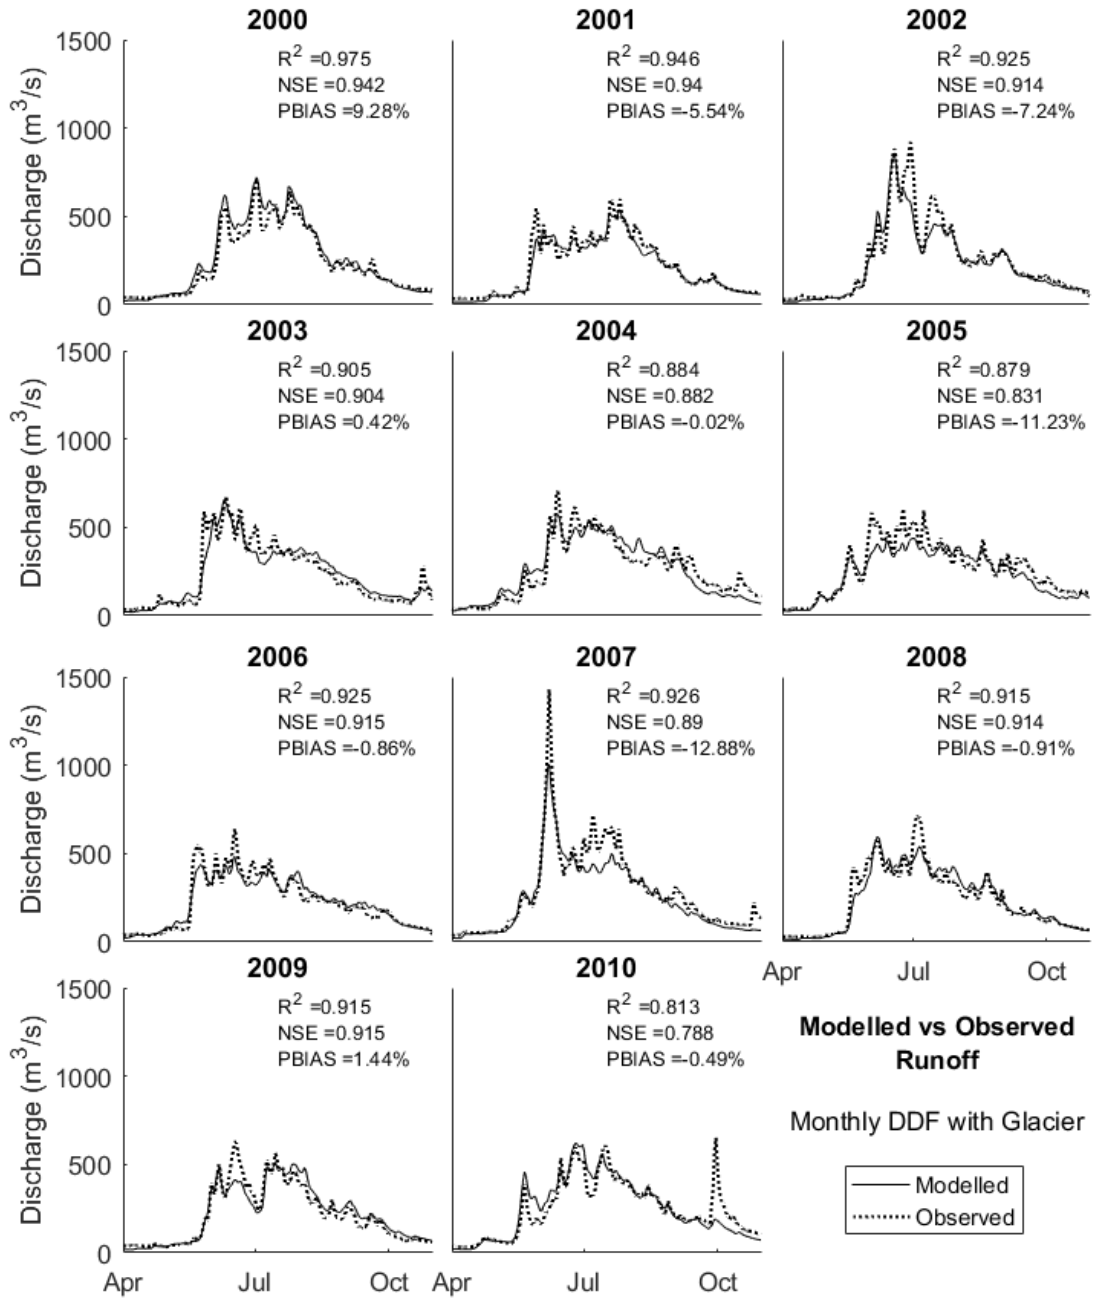 2000
2001
2002
1500
1000
500
0
Discharge (m³/s)
R² =0.975
NSE =0.942
PBIAS =9.28%
R² =0.946
NSE =0.94
PBIAS =-5.54%
R² =0.925
NSE =0.914
PBIAS =-7.24%
2003
2004
2005
1500
1000
500
0
Discharge (m³/s)
R² =0.905
NSE =0.904
PBIAS =0.42%
R² =0.884
NSE =0.882
PBIAS =-0.02%
R² =0.879
NSE =0.831
PBIAS =-11.23%
2006
2007
2008
1500
1000
500
0
Discharge (m³/s)
R² =0.925
NSE =0.915
PBIAS =-0.86%
R² =0.926
NSE =0.89
PBIAS =-12.88%
R² =0.915
NSE =0.914
PBIAS =-0.91%
Apr Jul Oct
2009
2010
1500
1000
500
0
Discharge (m³/s)
R² =0.915
NSE =0.915
PBIAS =1.44%
R² =0.813
NSE =0.788
PBIAS =-0.49%
Apr Jul Oct
Apr Jul Oct
Modelled vs Observed
Runoff
Monthly DDF with Glacier
Modelled
Observed